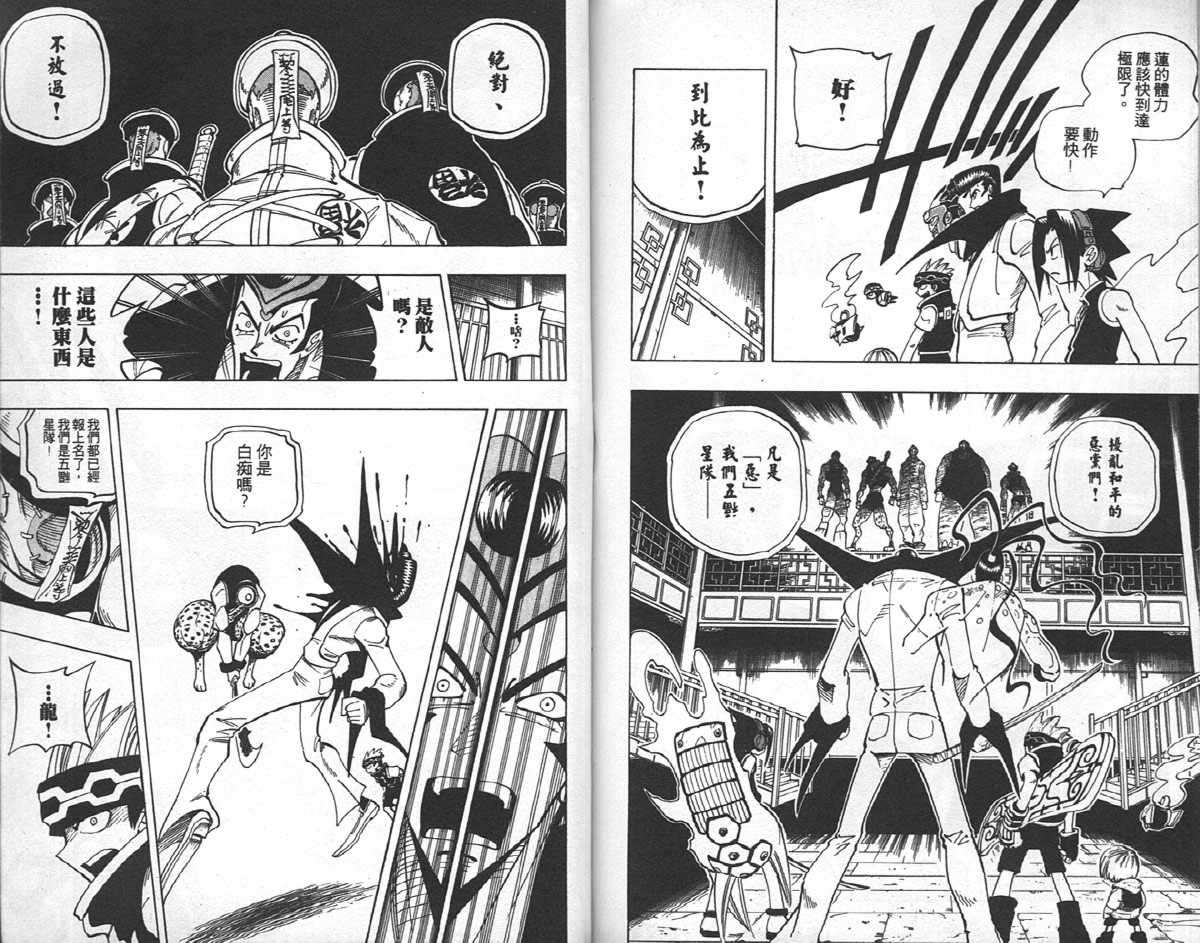 蓮的體力
應該快到達
極限了。
動作
要快！
好！
到此為止！
擾亂和平的
惡黨們！
凡是
「惡」，
我們五艷
星隊——
絕對、
不放過！
…啥？
是敵人
嗎？
這些人是
什麼東西
…！
你是
白痴嗎？
我們都已經
報上名了，
我們是五艷
星隊！
…龍！